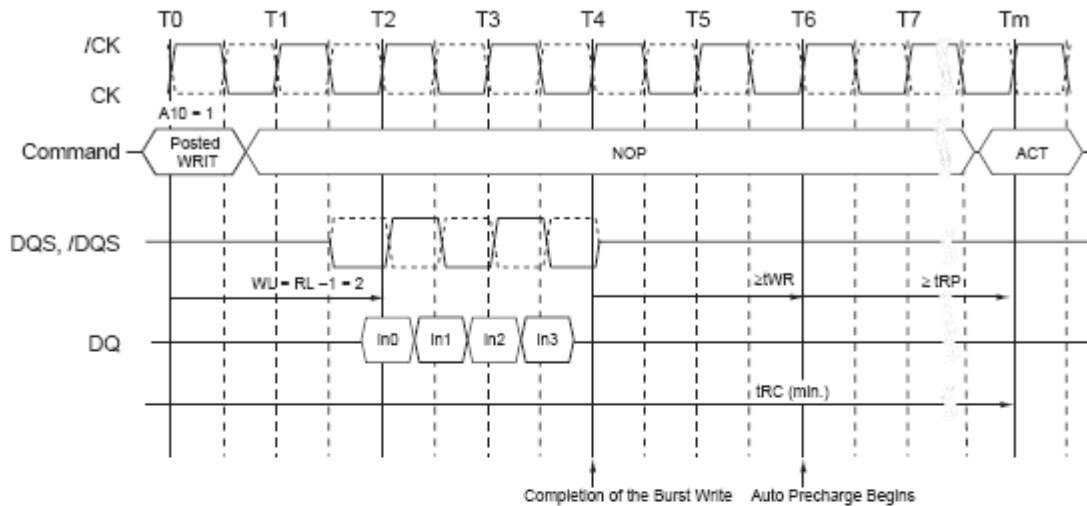 T0 T1 T2 T3 T4 T5 T6 T7 Tm
/CK
CK
A10 = 1
Command
Posted
WRIT
NOP
ACT
DQS, /DQS
WL = RL –1 = 2
≥tWR
≥ tRP
DQ
In0 In1 In2 In3
tRC (min.)
Completion of the Burst Write
Auto Precharge Begins